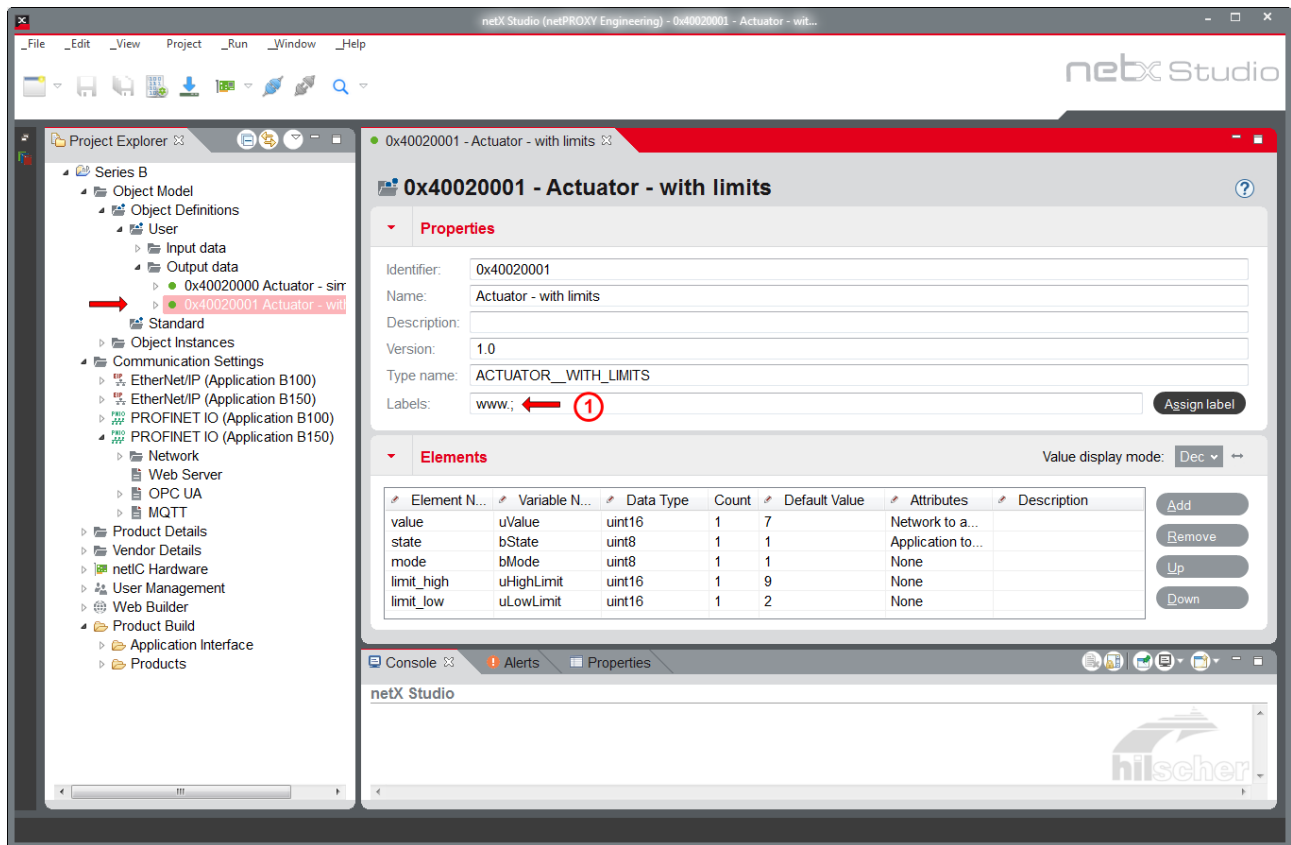 netX Studio (netPROXY Engineering) - 0x40020001 - Actuator - wit...
_File _Edit _View Project _Run _Window _Help
netX Studio
Project Explorer
Series B
Object Model
Object Definitions
User
Input data
Output data
0x40020000 Actuator - sim
0x40020001 Actuator - with
Standard
Object Instances
Communication Settings
EtherNet/IP (Application B100)
EtherNet/IP (Application B150)
PROFINET IO (Application B100)
PROFINET IO (Application B150)
Network
Web Server
OPC UA
MQTT
Product Details
Vendor Details
netIC Hardware
User Management
Web Builder
Product Build
Application Interface
Products
0x40020001 - Actuator - with limits
0x40020001 - Actuator - with limits
?
Properties
Identifier: 0x40020001
Name: Actuator - with limits
Description:
Version: 1.0
Type name: ACTUATOR__WITH_LIMITS
Labels: www.; 1 Assign label
Elements Value display mode: Dec
Element N... Variable N... Data Type Count Default Value Attributes Description
value uValue uint16 1 7 Network to a...
state bState uint8 1 1 Application to...
mode bMode uint8 1 1 None
limit_high uHighLimit uint16 1 9 None
limit_low uLowLimit uint16 1 2 None
Add
Remove
Up
Down
Console Alerts Properties
netX Studio
hilscher